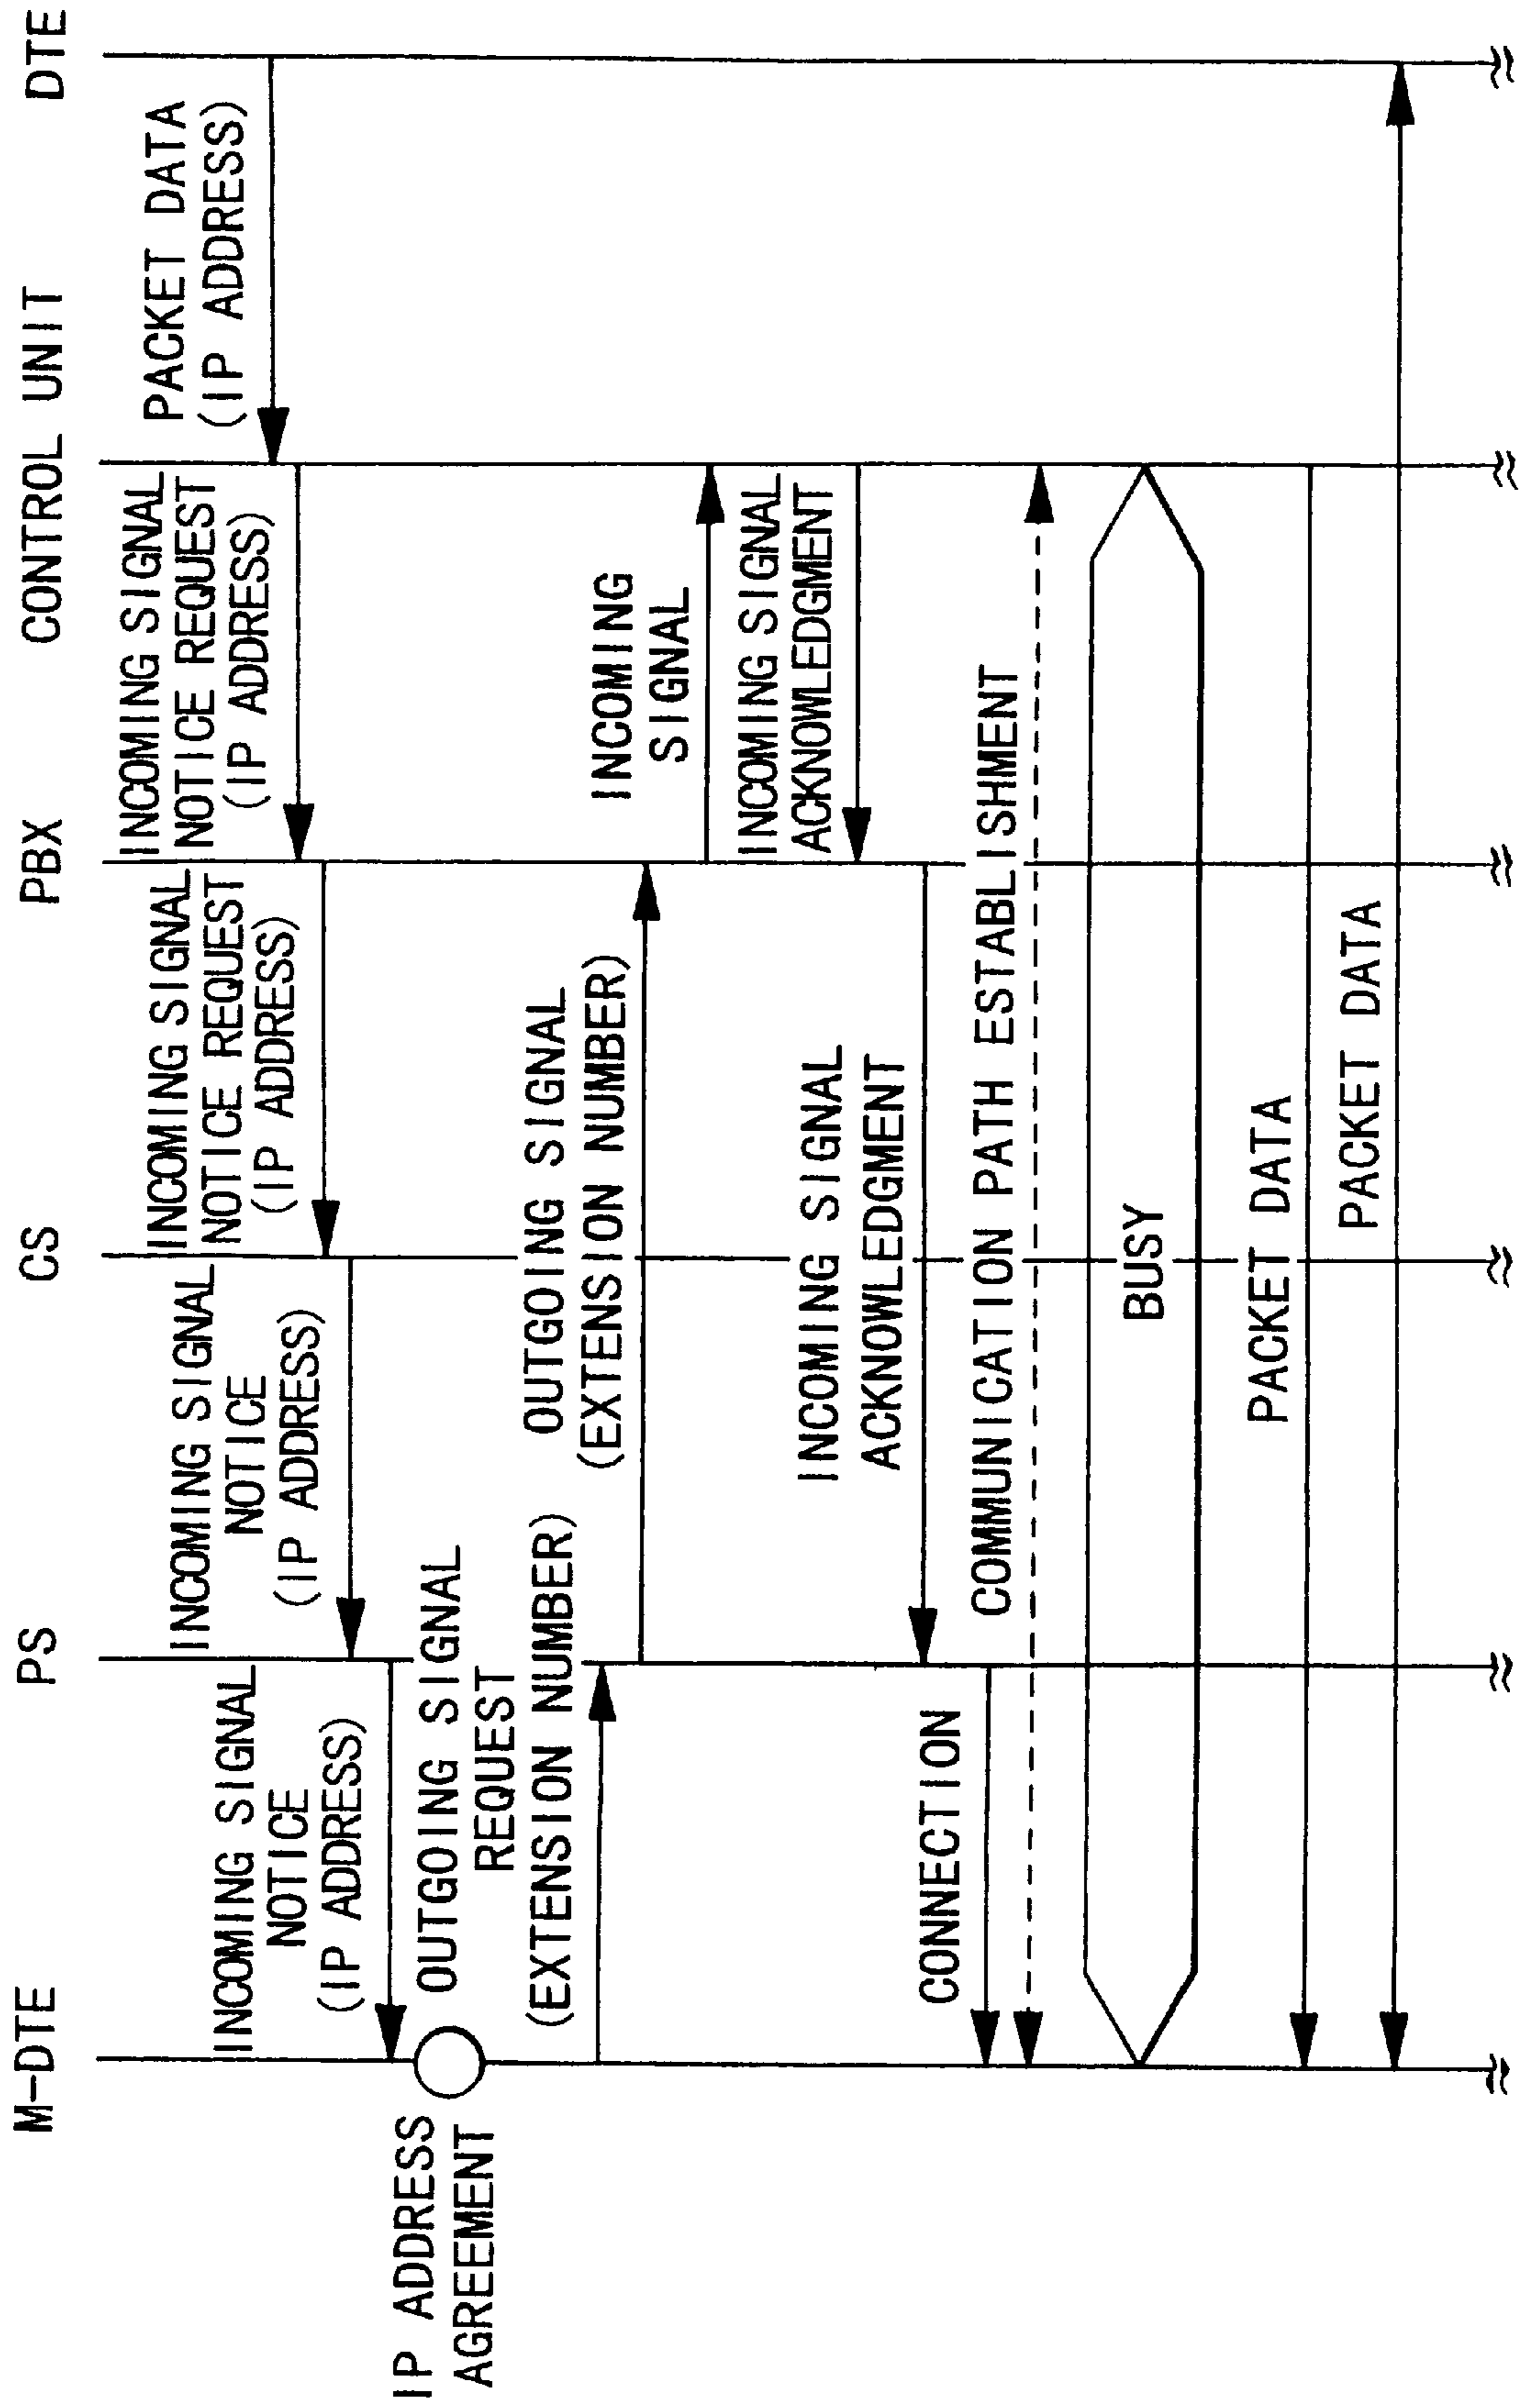 M-DTE
PS
CS
PBX
CONTROL UNIT
DTE
PACKET DATA
(IP ADDRESS)
INCOMING SIGNAL
NOTICE REQUEST
(IP ADDRESS)
INCOMING SIGNAL
NOTICE REQUEST
(IP ADDRESS)
INCOMING SIGNAL
NOTICE
(IP ADDRESS)
INCOMING SIGNAL
NOTICE
(IP ADDRESS)
IP ADDRESS
AGREEMENT
OUTGOING SIGNAL
REQUEST
(EXTENSION NUMBER)
OUTGOING SIGNAL
(EXTENSION NUMBER)
INCOMING
SIGNAL
INCOMING SIGNAL
ACKNOWLEDGMENT
INCOMING SIGNAL
ACKNOWLEDGMENT
CONNECTION
COMMUNICATION PATH ESTABLISHMENT
BUSY
PACKET DATA
PACKET DATA